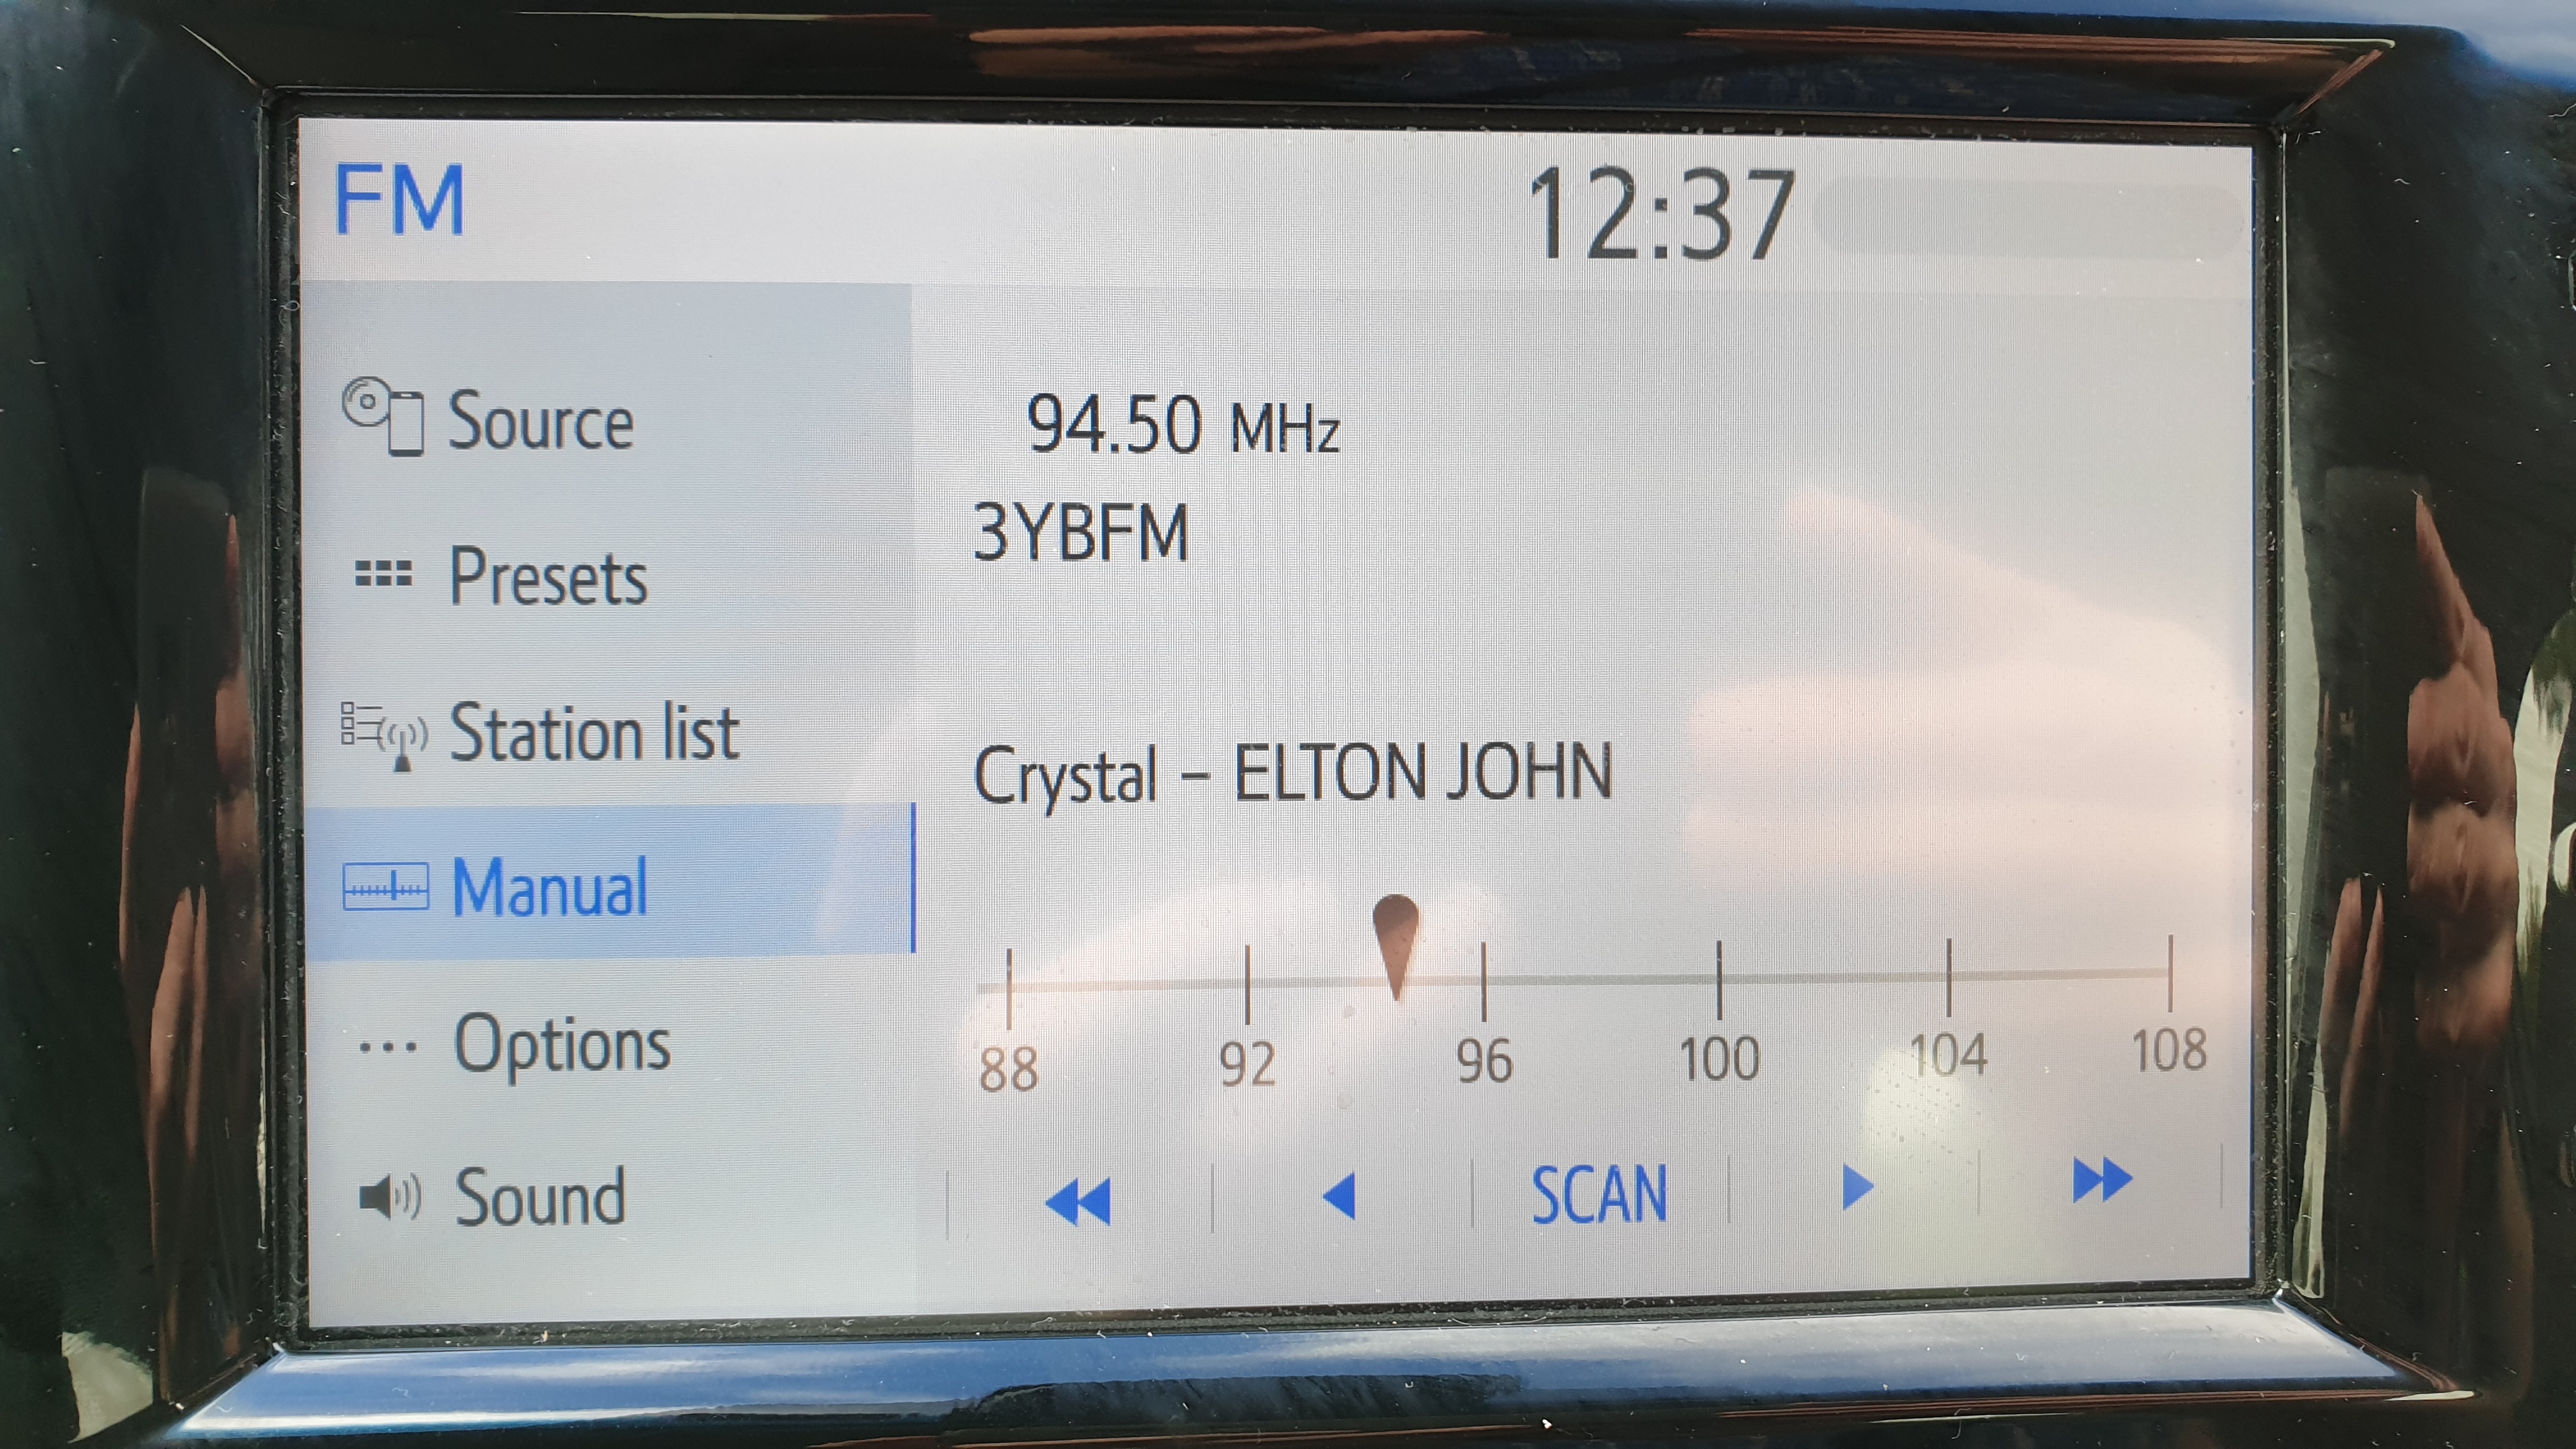 FM
12:37
Source
Presets
Station list
Manual
Options
Sound
94.50 MHz
3YBFM
Crystal – ELTON JOHN
88 92 96 100 104 108
SCAN